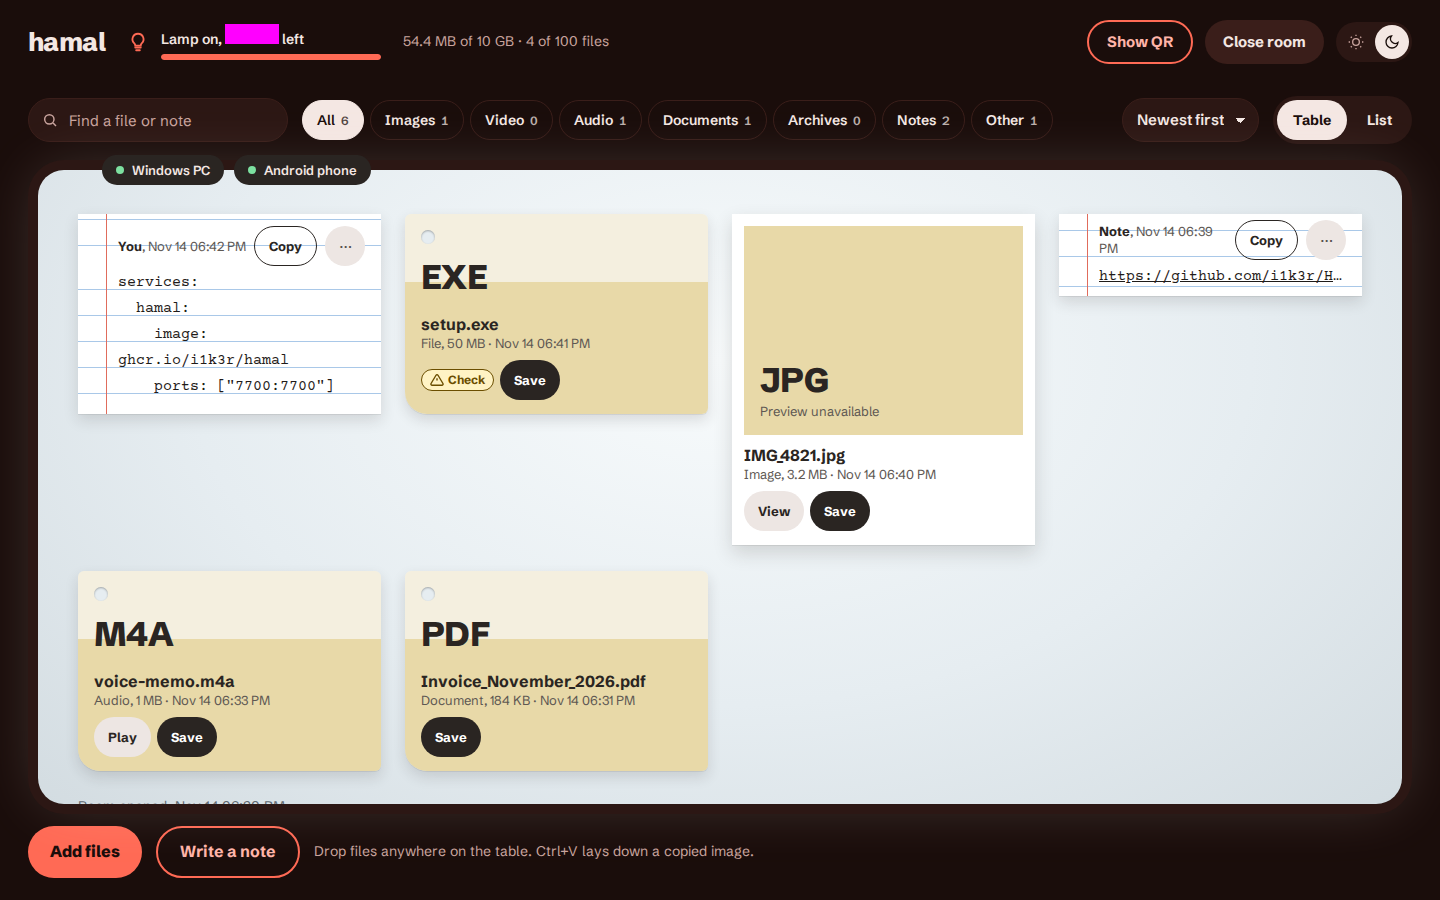 hamal
Lamp on, left
54.4 MB of 10 GB · 4 of 100 files
Show QR
Close room
Find a file or note
All 6
Images 1
Video 0
Audio 1
Documents 1
Archives 0
Notes 2
Other 1
Newest first
Table
List
Windows PC
Android phone
You, Nov 14 06:42 PM
Copy
...
services:
hamal:
image:
ghcr.io/i1k3r/hamal
ports: ["7700:7700"]
EXE
setup.exe
File, 50 MB · Nov 14 06:41 PM
Check
Save
JPG
Preview unavailable
IMG_4821.jpg
Image, 3.2 MB · Nov 14 06:40 PM
View
Save
Note, Nov 14 06:39
PM
Copy
...
https://github.com/i1k3r/H…
M4A
voice-memo.m4a
Audio, 1 MB · Nov 14 06:33 PM
Play
Save
PDF
Invoice_November_2026.pdf
Document, 184 KB · Nov 14 06:31 PM
Save
Add files
Write a note
Drop files anywhere on the table. Ctrl+V lays down a copied image.